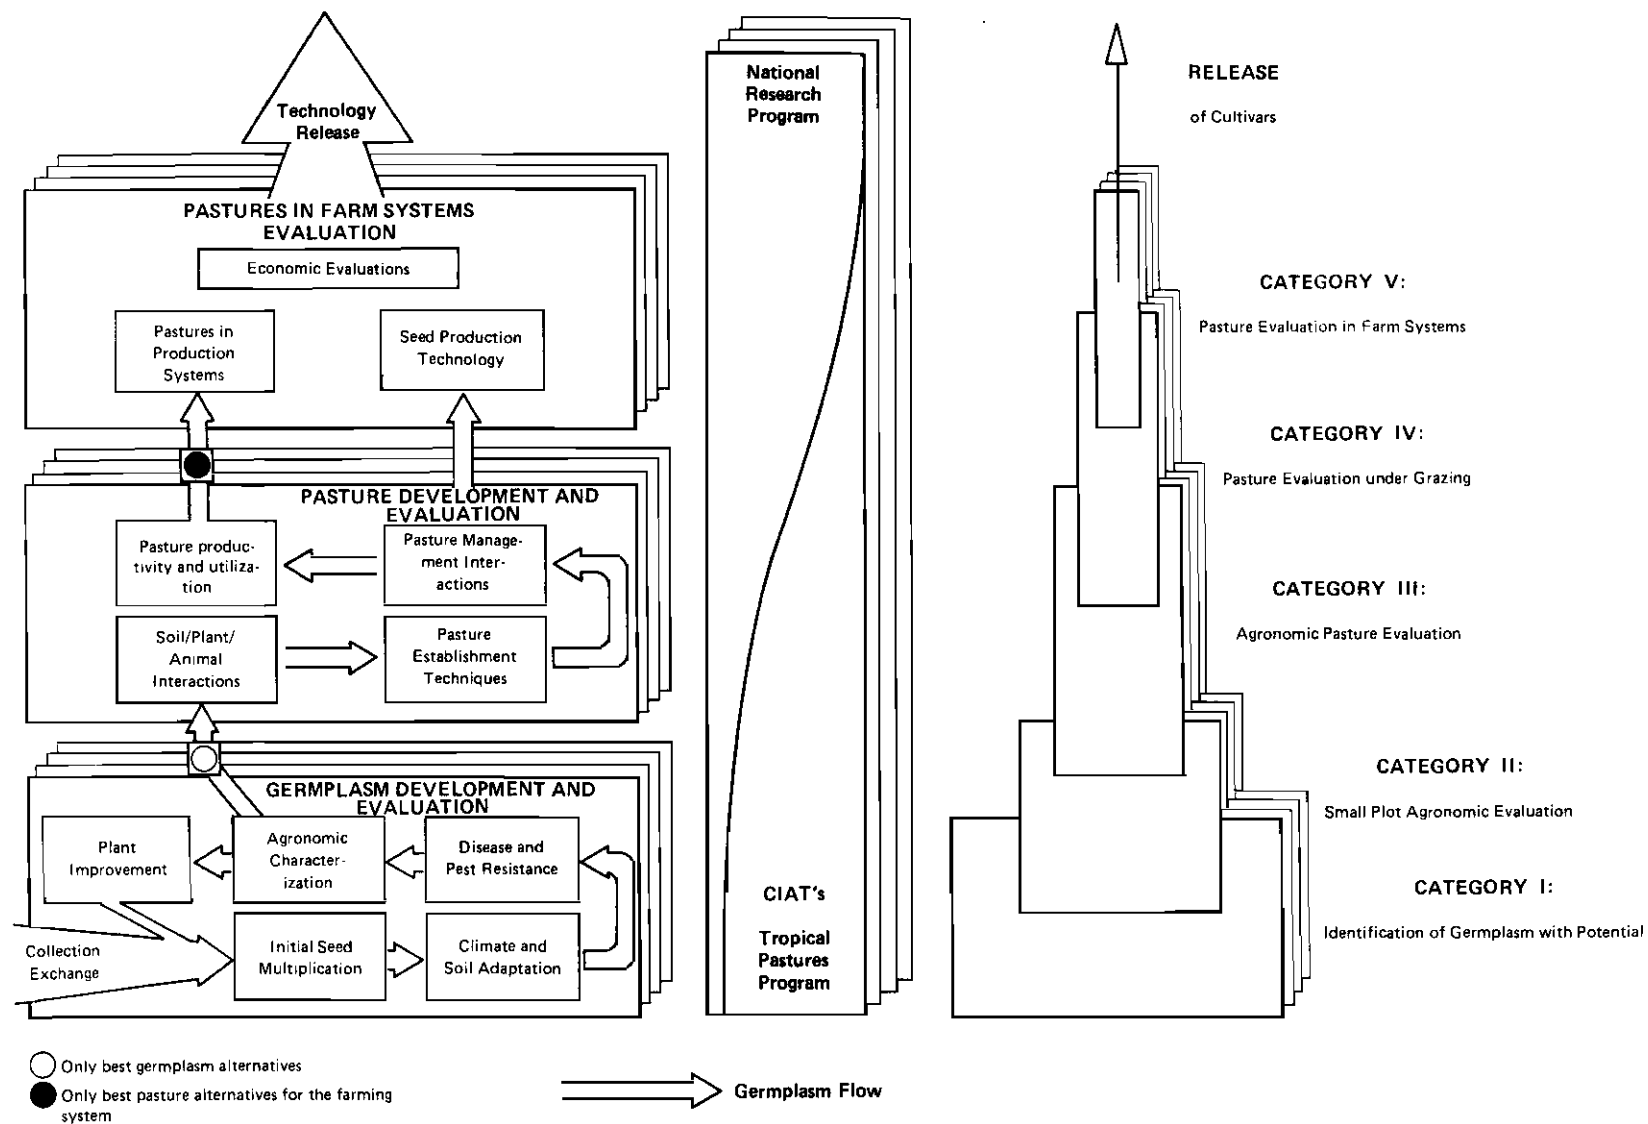 Technology
Release
PASTURES IN FARM SYSTEMS
EVALUATION
Economic Evaluations
Pastures in
Production
Systems
Seed Production
Technology
PASTURE DEVELOPMENT AND
EVALUATION
Pasture produc-
tivity and utiliza-
tion
Pasture Manage-
ment Inter-
actions
Soil/Plant/
Animal
Interactions
Pasture
Establishment
Techniques
GERMPLASM DEVELOPMENT AND
EVALUATION
Plant
Improvement
Agronomic
Character-
ization
Disease and
Pest Resistance
Collection
Exchange
Initial Seed
Multiplication
Climate and
Soil Adaptation
Only best germplasm alternatives
Only best pasture alternatives for the farming
system
Germplasm Flow
National
Research
Program
CIAT's
Tropical
Pastures
Program
RELEASE
of Cultivars
CATEGORY V:
Pasture Evaluation in Farm Systems
CATEGORY IV:
Pasture Evaluation under Grazing
CATEGORY III:
Agronomic Pasture Evaluation
CATEGORY II:
Small Plot Agronomic Evaluation
CATEGORY I:
Identification of Germplasm with Potential